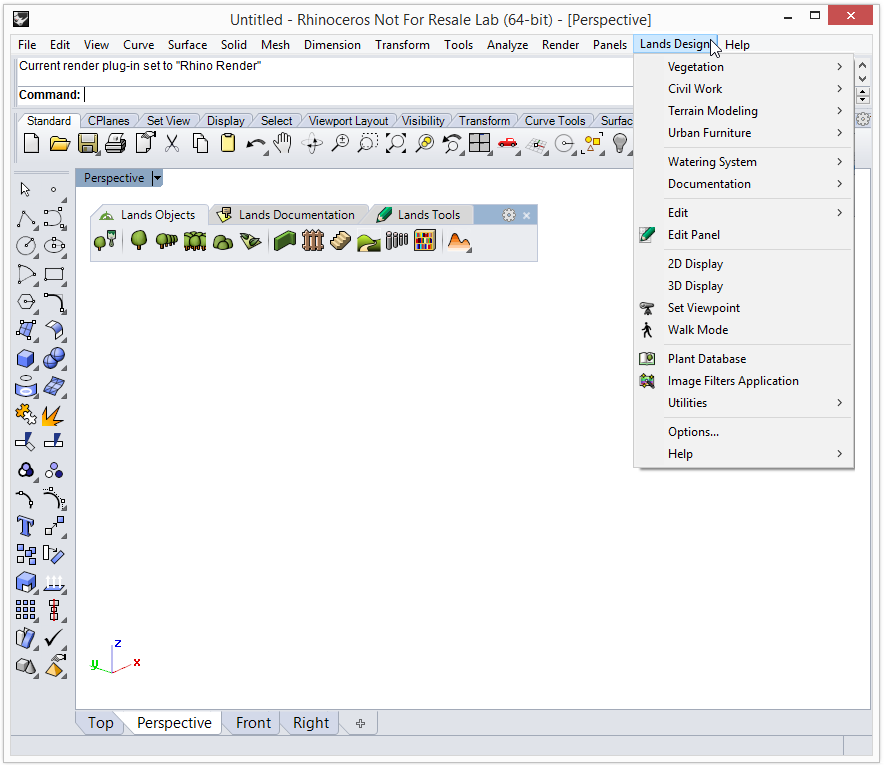 Untitled - Rhinoceros Not For Resale Lab (64-bit) - [Perspective]
File Edit View Curve Surface Solid Mesh Dimension Transform Tools Analyze Render Panels Lands Design Help
Current render plug-in set to "Rhino Render"
Command:
Standard CPlanes Set View Display Select Viewport Layout Visibility Transform Curve Tools Surfac
Perspective
Lands Objects Lands Documentation Lands Tools
Vegetation
Civil Work
Terrain Modeling
Urban Furniture
Watering System
Documentation
Edit
Edit Panel
2D Display
3D Display
Set Viewpoint
Walk Mode
Plant Database
Image Filters Application
Utilities
Options...
Help
z
y x
Top Perspective Front Right